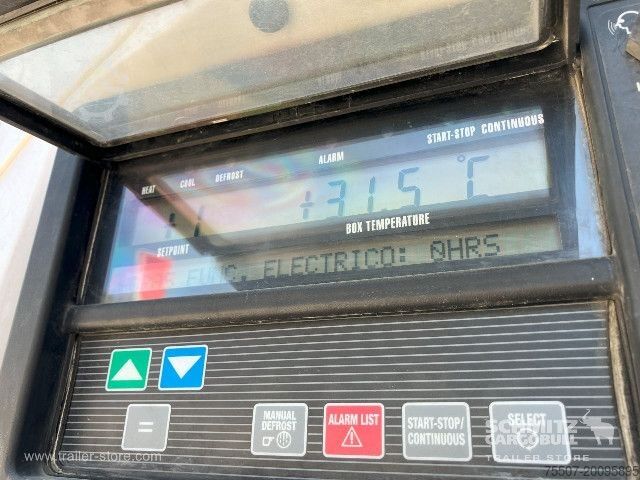 START-STOP CONTINUOUS
ALARM
HEAT COOL DEFROST
+1 +31.5 °C
SETPOINT BOX TEMPERATURE
FUNC. ELECTRICO: 0HRS
=
MANUAL DEFROST
ALARM LIST
START-STOP/
CONTINUOUS
SELECT
SCHMITZ
CARGOBULL
TRAILER STORE
www.trailer-store.com
75507-20095895